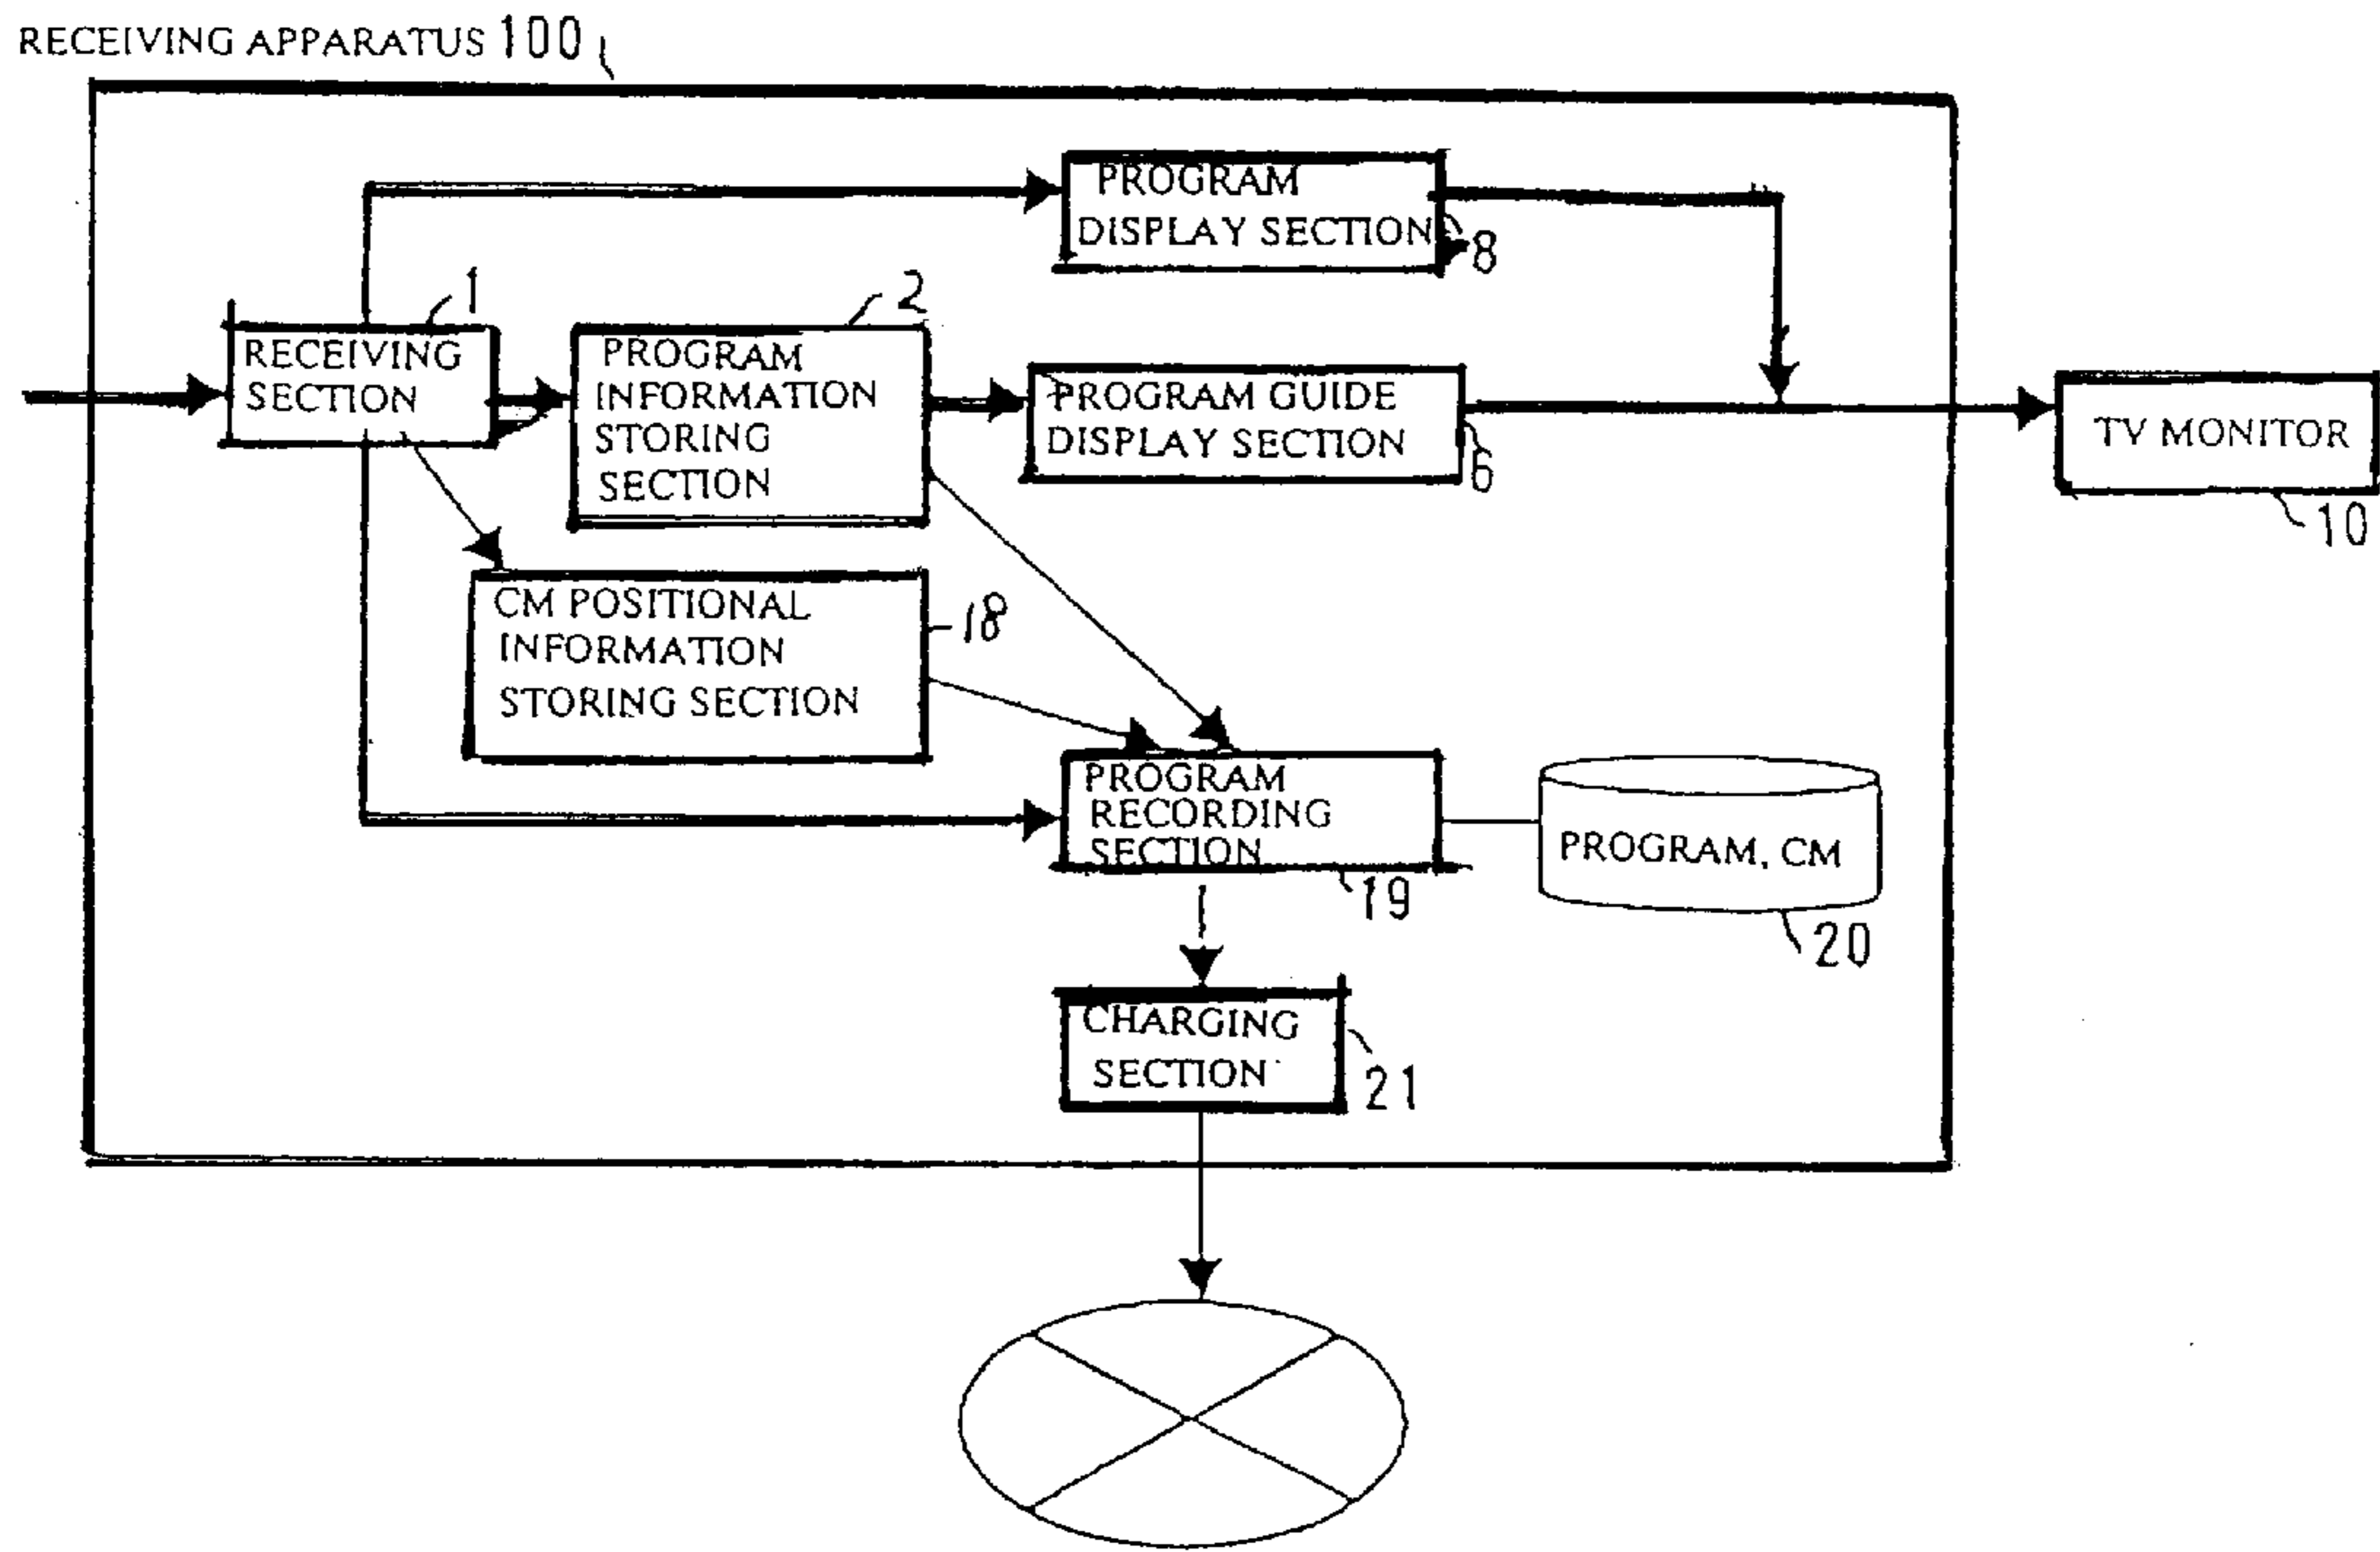 RECEIVING APPARATUS 100
PROGRAM
DISPLAY SECTION
8
1
RECEIVING
SECTION
2
PROGRAM
INFORMATION
STORING
SECTION
PROGRAM GUIDE
DISPLAY SECTION
6
TV MONITOR
10
CM POSITIONAL
INFORMATION
STORING SECTION
18
PROGRAM
RECORDING
SECTION
19
PROGRAM, CM
20
CHARGING
SECTION
21